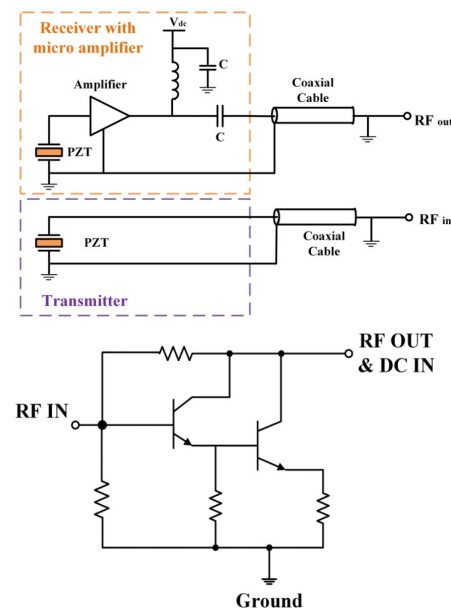 Receiver with
micro amplifier
V dc
C
Amplifier
Coaxial
Cable
C
RF out
PZT
RF in
PZT
Coaxial
Cable
Transmitter
RF OUT
& DC IN
RF IN
Ground